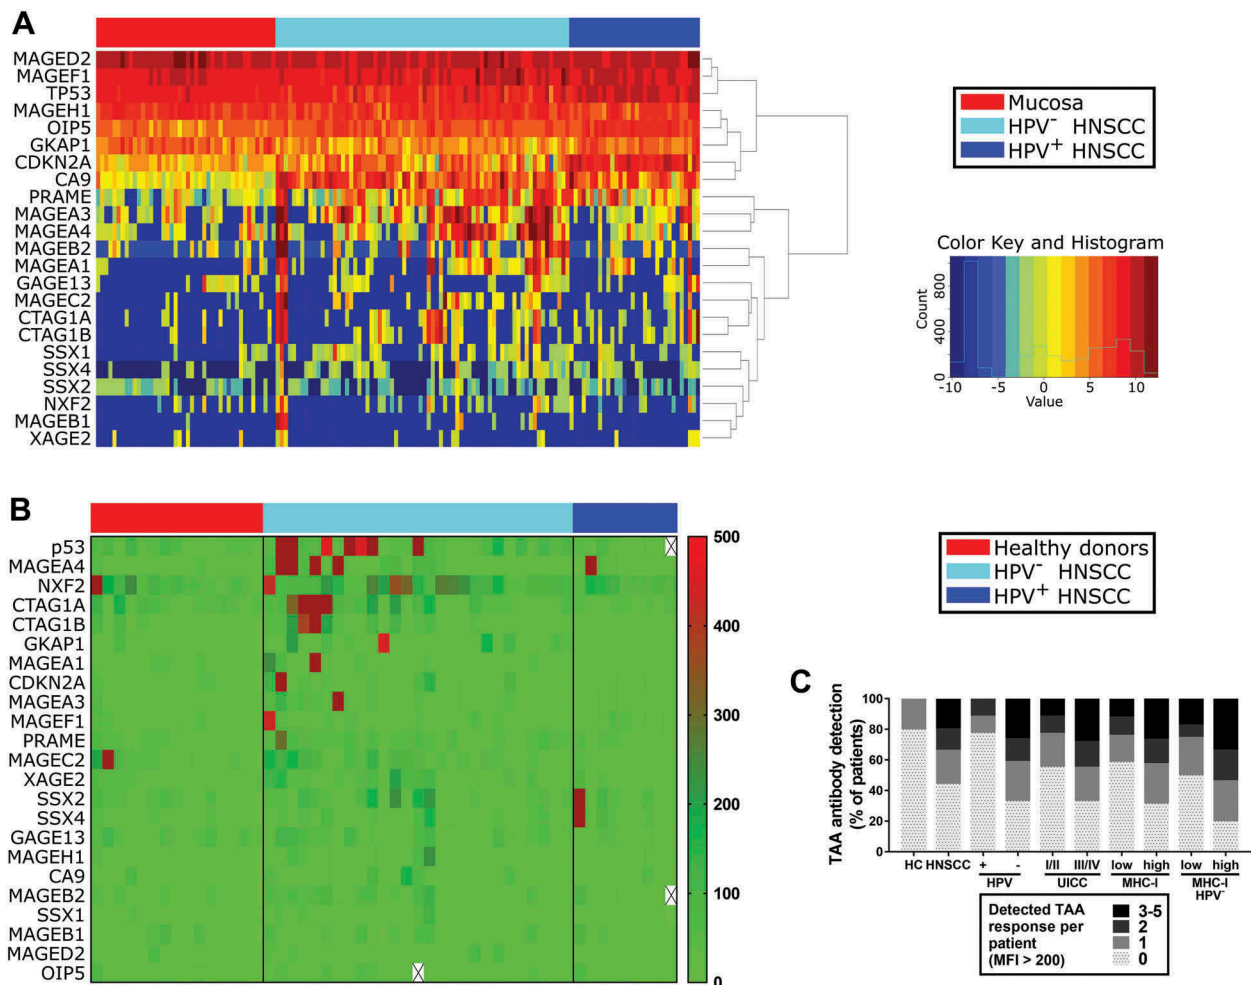 A
MAGED2
MAGEF1
TP53
MAGEH1
OIP5
GKAP1
CDKN2A
CA9
PRAME
MAGEA3
MAGEA4
MAGEB2
MAGEA1
GAGE13
MAGEC2
CTAG1A
CTAG1B
SSX1
SSX4
SSX2
NXF2
MAGEB1
XAGE2
Mucosa
HPV⁻ HNSCC
HPV⁺ HNSCC
Color Key and Histogram
Count
0 400 800
-10 -5 0 5 10
Value
B
p53
MAGEA4
NXF2
CTAG1A
CTAG1B
GKAP1
MAGEA1
CDKN2A
MAGEA3
MAGEF1
PRAME
MAGEC2
XAGE2
SSX2
SSX4
GAGE13
MAGEH1
CA9
MAGEB2
SSX1
MAGEB1
MAGED2
OIP5
500
400
300
200
100
0
Healthy donors
HPV⁻ HNSCC
HPV⁺ HNSCC
C
TAA antibody detection
(% of patients)
100
80
60
40
20
0
HC HNSCC + - I/II III/IV low high low high
HPV UICC MHC-I MHC-I
HPV⁻
Detected TAA
response per
patient
(MFI > 200)
3-5
2
1
0